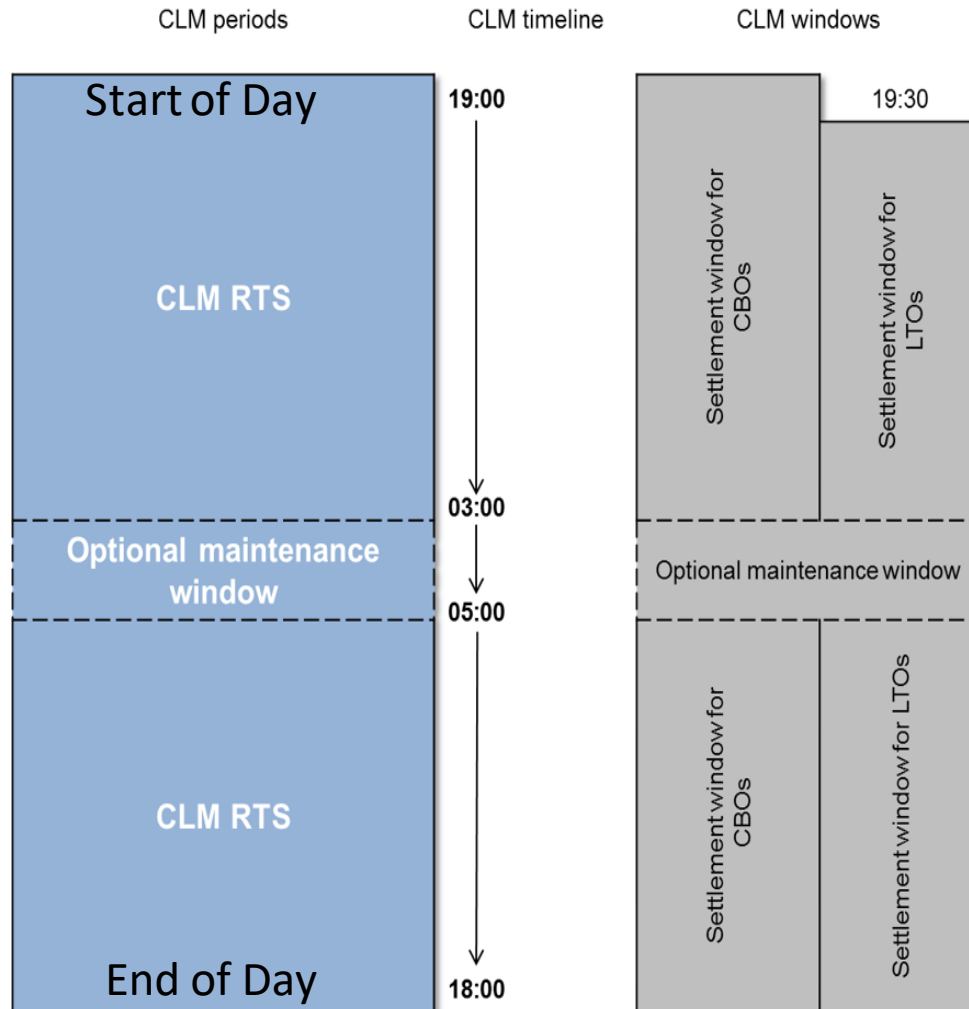 CLM periods
CLM timeline
CLM windows
Start of Day
19:00
19:30
CLM RTS
Settlement window for
CBOs
Settlement window for
LTOs
03:00
Optional maintenance
window
Optional maintenance window
05:00
CLM RTS
Settlement window for
CBOs
Settlement window for LTOs
End of Day
18:00